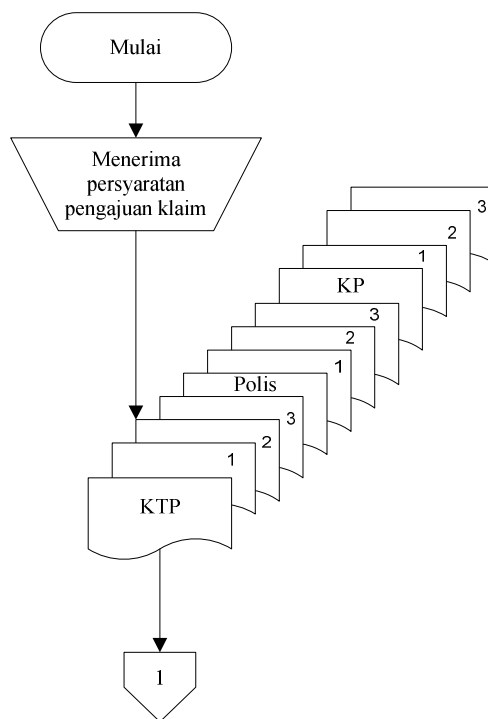 Mulai
Menerima
persyaratan
pengajuan klaim
3
2
1
KP
3
2
1
Polis
3
2
1
KTP
1